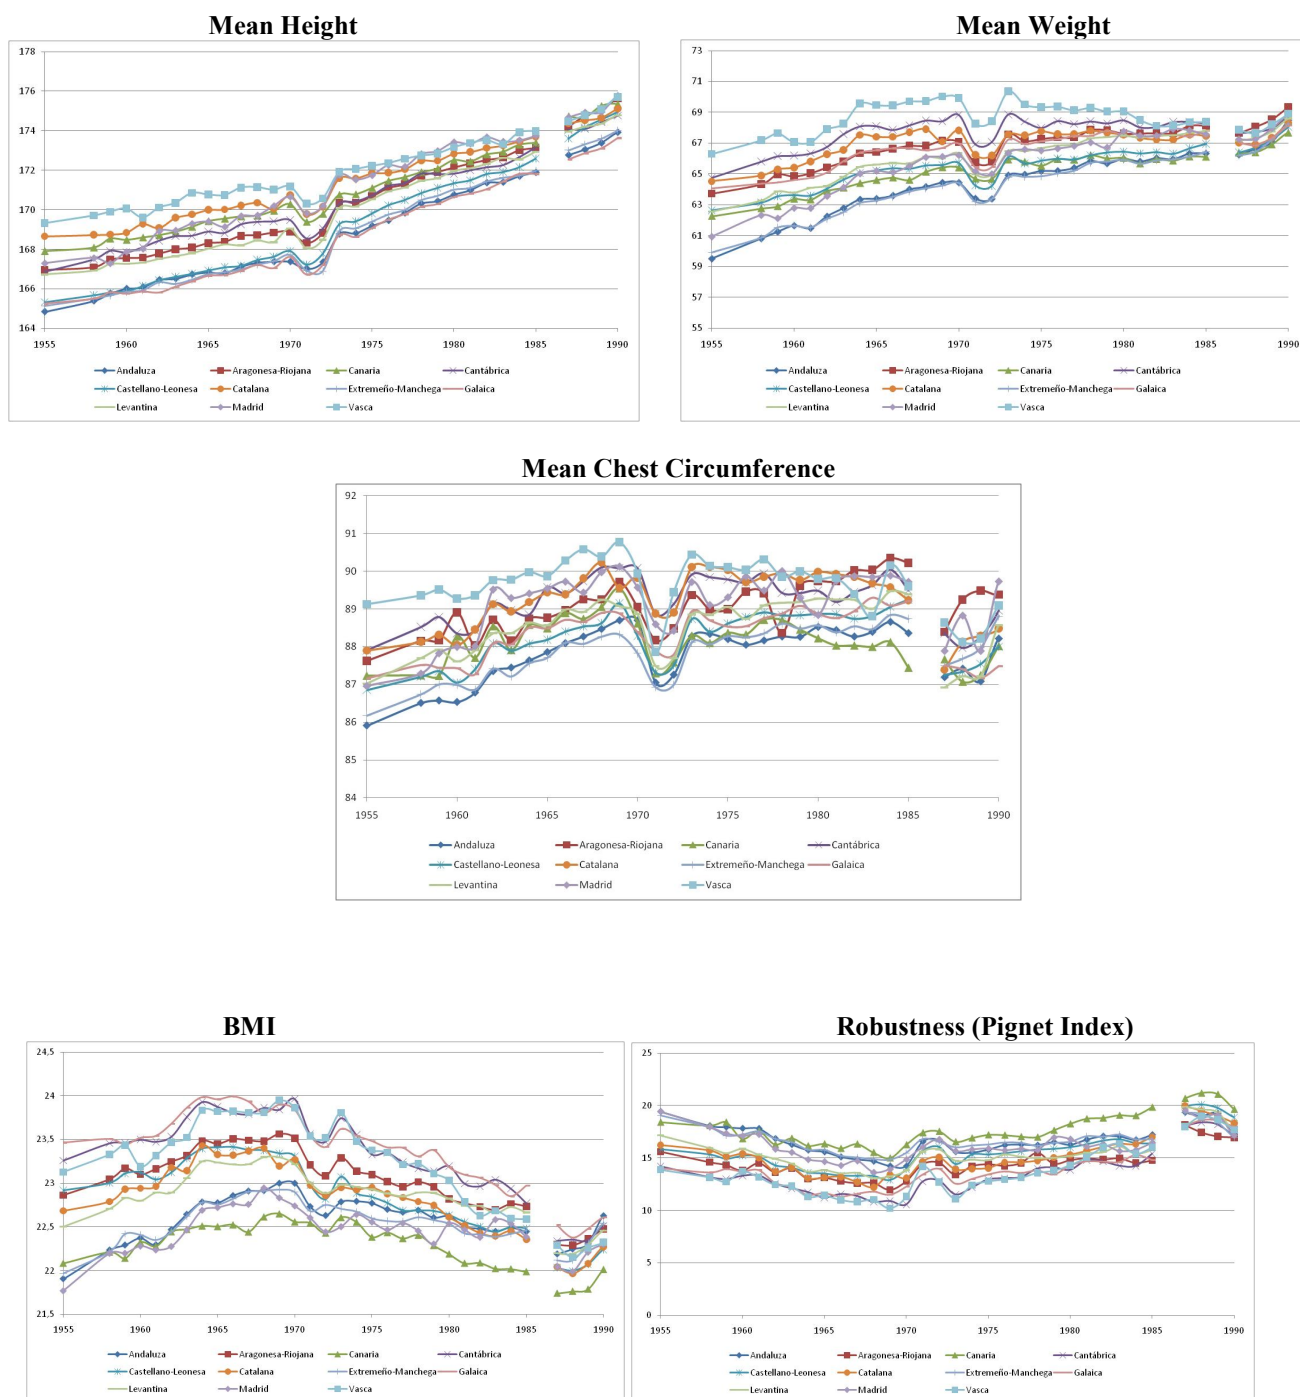 Mean Height
178
176
174
172
170
168
166
164
1955 1960 1965 1970 1975 1980 1985 1990
Andaluza Aragonesa-Riojana Canaria Cantábrica
Castellano-Leonesa Catalana Extremeño-Manchega Galaica
Levantina Madrid Vasca
Mean Weight
73
71
69
67
65
63
61
59
57
55
1955 1960 1965 1970 1975 1980 1985 1990
Andaluza Aragonesa-Riojana Canaria Cantábrica
Castellano-Leonesa Catalana Extremeño-Manchega Galaica
Levantina Madrid Vasca
Mean Chest Circumference
92
91
90
89
88
87
86
85
84
1955 1960 1965 1970 1975 1980 1985 1990
Andaluza Aragonesa-Riojana Canaria Cantábrica
Castellano-Leonesa Catalana Extremeño-Manchega Galaica
Levantina Madrid Vasca
BMI
24,5
24
23,5
23
22,5
22
21,5
1955 1960 1965 1970 1975 1980 1985 1990
Andaluza Aragonesa-Riojana Canaria Cantábrica
Castellano-Leonesa Catalana Extremeño-Manchega Galaica
Levantina Madrid Vasca
Robustness (Pignet Index)
25
20
15
10
5
0
1955 1960 1965 1970 1975 1980 1985 1990
Andaluza Aragonesa-Riojana Canaria Cantábrica
Castellano-Leonesa Catalana Extremeño-Manchega Galaica
Levantina Madrid Vasca